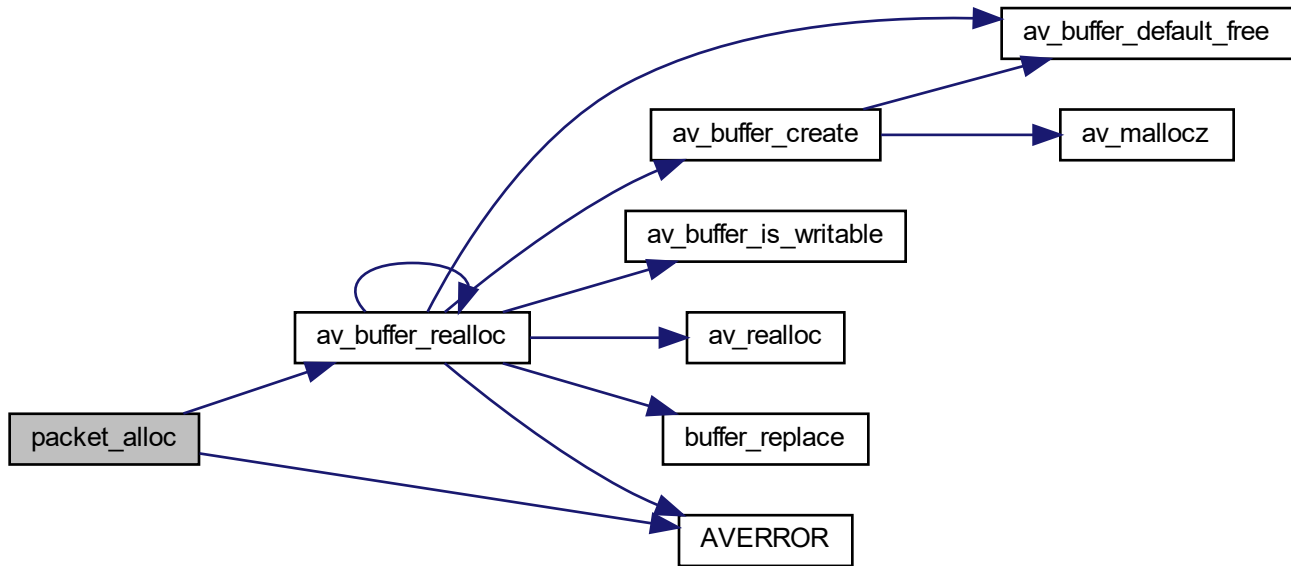 av_buffer_default_free
av_buffer_create
av_mallocz
av_buffer_is_writable
av_buffer_realloc
av_realloc
packet_alloc
buffer_replace
AVERROR